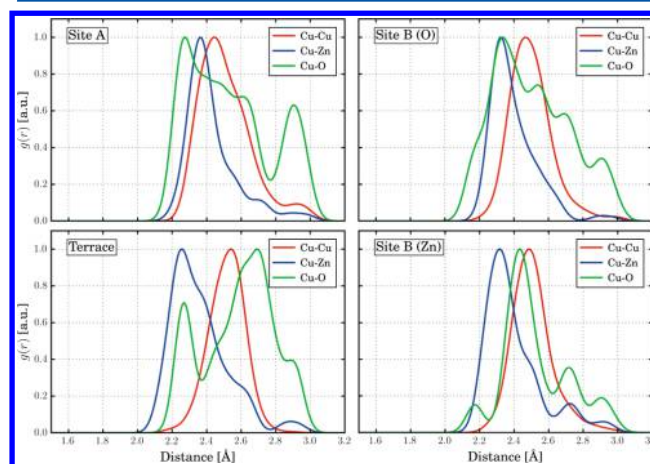 Site A
Cu-Cu
Cu-Zn
Cu-O
g(r) [a.u.]
1.0
0.8
0.6
0.4
0.2
0.0
Site B (O)
Cu-Cu
Cu-Zn
Cu-O
Terrace
Cu-Cu
Cu-Zn
Cu-O
g(r) [a.u.]
1.0
0.8
0.6
0.4
0.2
0.0
1.6 1.8 2.0 2.2 2.4 2.6 2.8 3.0 3.2
Distance [Å]
Site B (Zn)
Cu-Cu
Cu-Zn
Cu-O
1.6 1.8 2.0 2.2 2.4 2.6 2.8 3.0 3.2
Distance [Å]